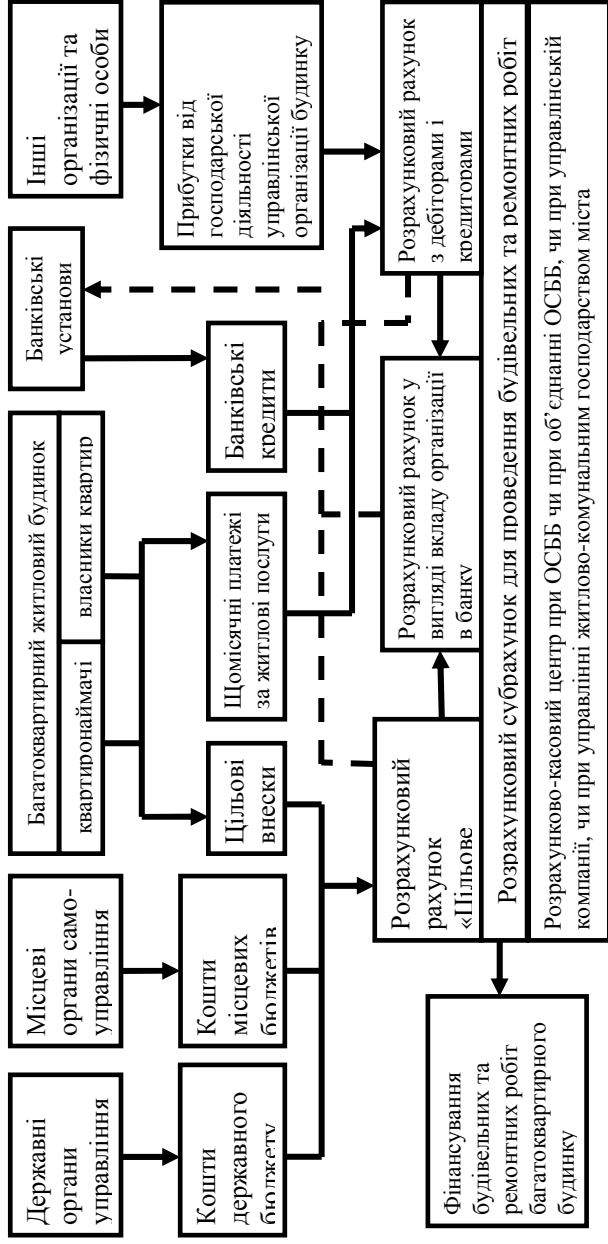 Державні
органи
управління
Місцеві
органи само-
управління
Багатоквартирний житловий будинок
квартиронаймачі
власники квартир
Банківські
установи
Інші
організації та
фізичні особи
Кошти
державного
бюджету
Кошти
місцевих
бюджетів
Цільові
внески
Щомісячні платежі
за житлові послуги
Банківські
кредити
Прибутки від
господарської
діяльності
управлінської
організації будинку
Розрахунковий
рахунок
«Цільове
Розрахунковий рахунок у
вигляді вкладу організації
в банку
Розрахунковий рахунок
з дебіторами і
кредиторами
Розрахунковий субрахунок для проведення будівельних та ремонтних робіт
Розрахунково-касовий центр при ОСББ чи при об’єднанні ОСББ, чи при управлінській
компанії, чи при управлінні житлово-комунальним господарством міста
Фінансування
будівельних та
ремонтних робіт
багатоквартирного
будинку